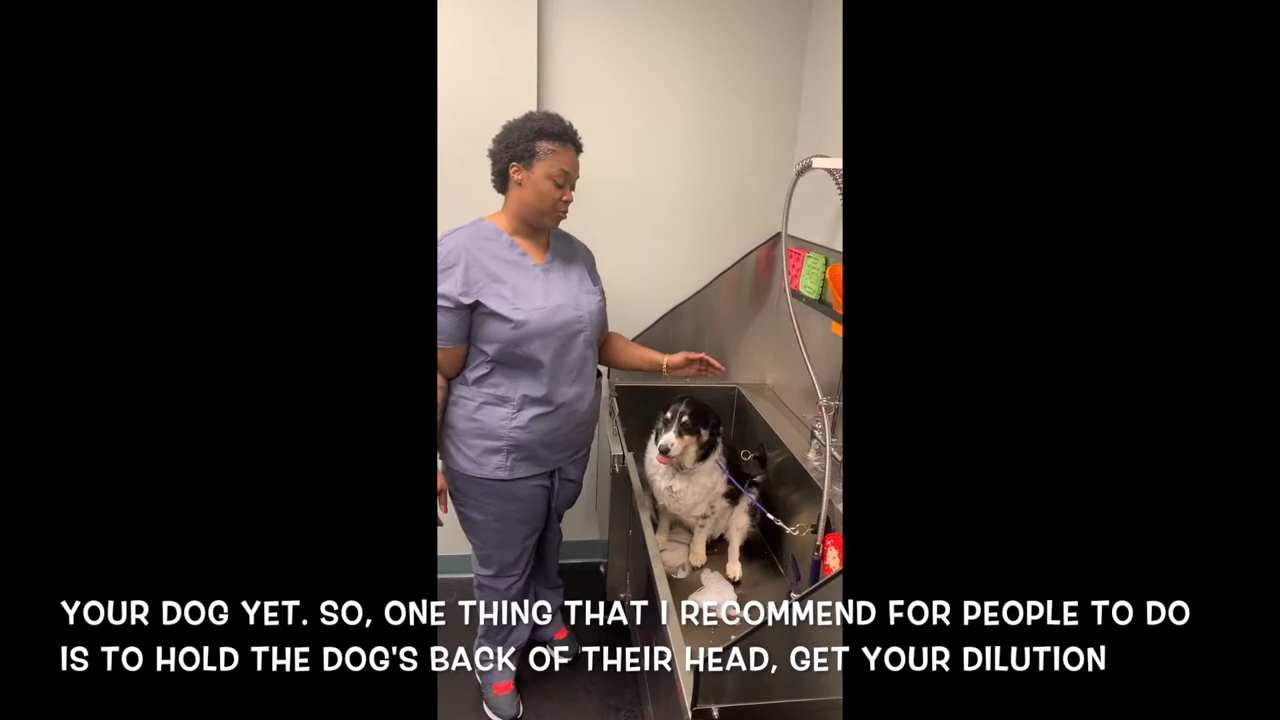 YOUR DOG YET. SO, ONE THING THAT I RECOMMEND FOR PEOPLE TO DO
IS TO HOLD THE DOG'S BACK OF THEIR HEAD, GET YOUR DILUTION